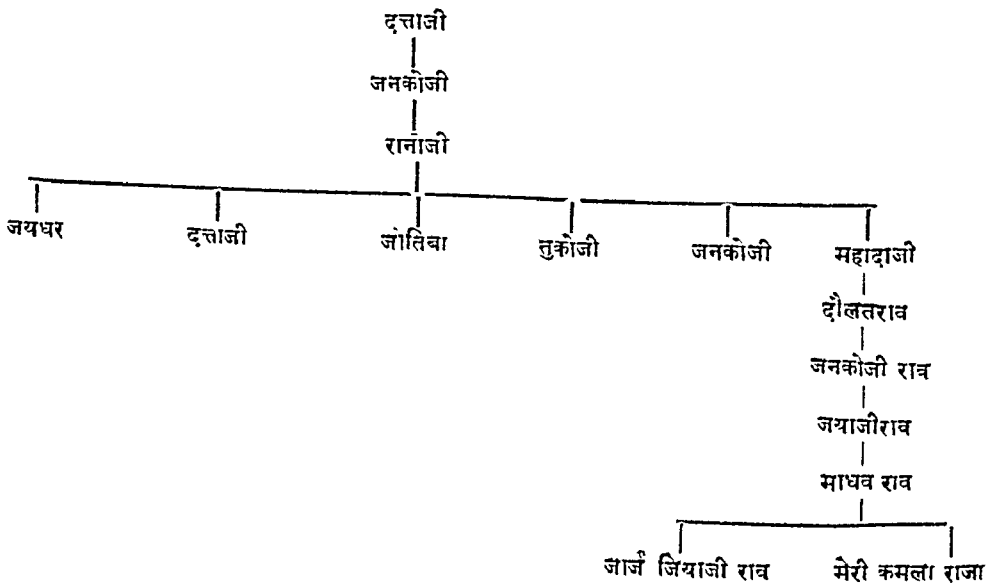 दत्ताजी
जनकोजी
रानाजी
जयधर दत्ताजी जोतिबा तुकोजी जनकोजी महादाजी
दौलतराव
जनकोजी राव
जयाजीराव
माधव राव
जार्ज जियाजी राव मेरी कमला राजा